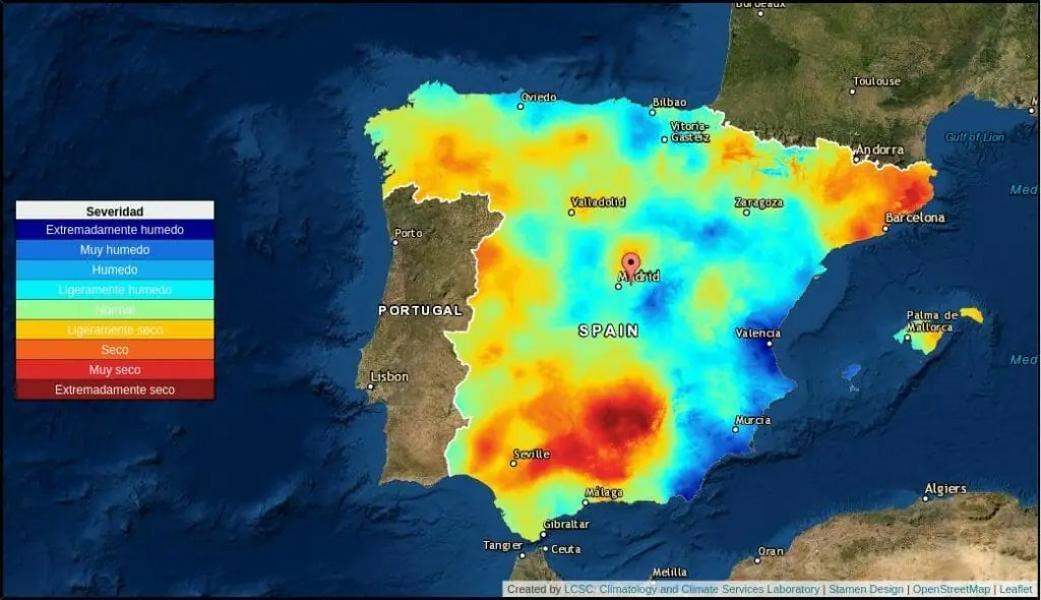 Bordeaux
Toulouse
Gulf of Lion
Oviedo
Bilbao
Vitoria-
Gasteiz
Andorra
Med
Valladolid
Zaragoza
Barcelona
Severidad
Extremadamente humedo
Muy humedo
Humedo
Ligeramente humedo
Normal
Ligeramente seco
Seco
Muy seco
Extremadamente seco
Porto
Madrid
PORTUGAL
SPAIN
Valencia
Palma de
Mallorca
Med
Lisbon
Murcia
Seville
Málaga
Algiers
Gibraltar
Tangier
Ceuta
Oran
Melilla
Created by LCSC: Climatology and Climate Services Laboratory | Stamen Design | OpenStreetMap | Leaflet